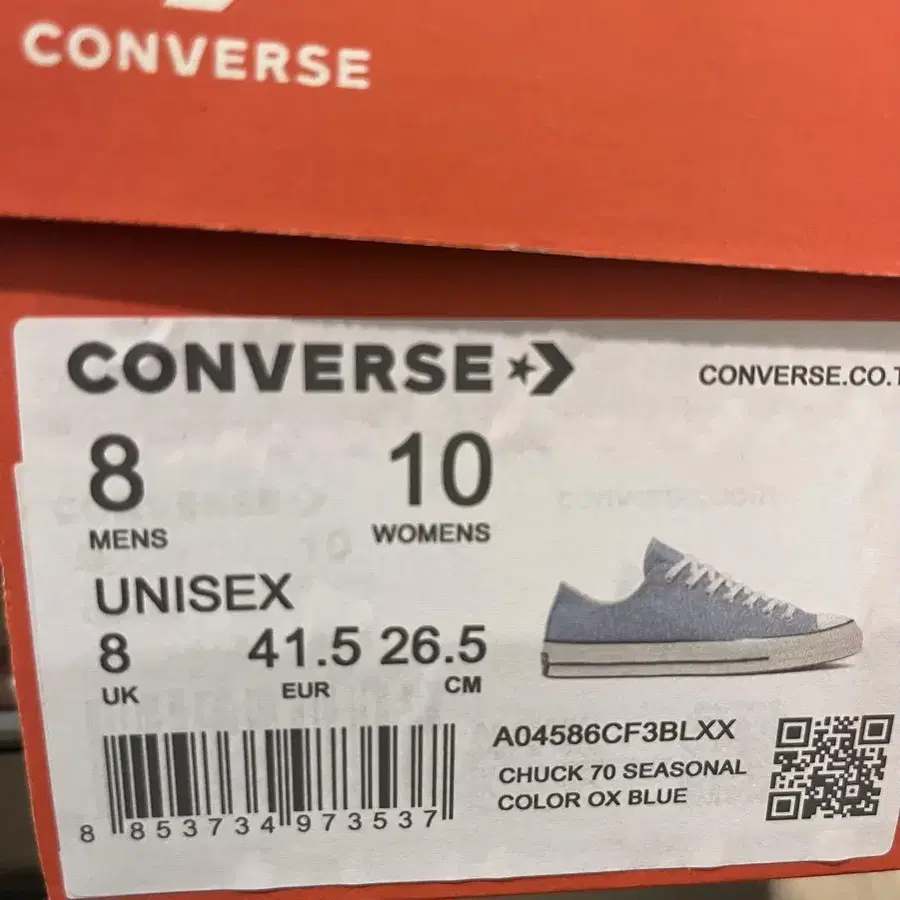 CONVERSE
CONVERSE
CONVERSE.CO.T
8 10
MENS WOMENS
UNISEX
8 41.5 26.5
UK EUR CM
A04586CF3BLXX
CHUCK 70 SEASONAL
COLOR OX BLUE
8 853734 973537